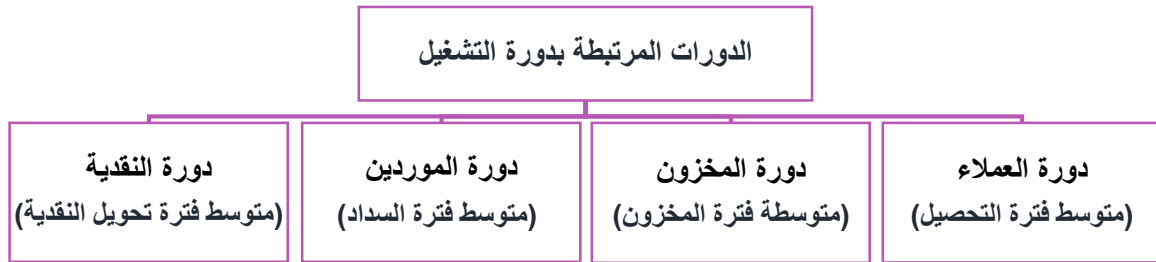 الدورات المرتبطة بدورة التشغيل
دورة العملاء
(متوسط فترة التحصيل)
دورة المخزون
(متوسطة فترة المخزون)
دورة الموردين
(متوسط فترة السداد)
دورة النقدية
(متوسط فترة تحويل النقدية)